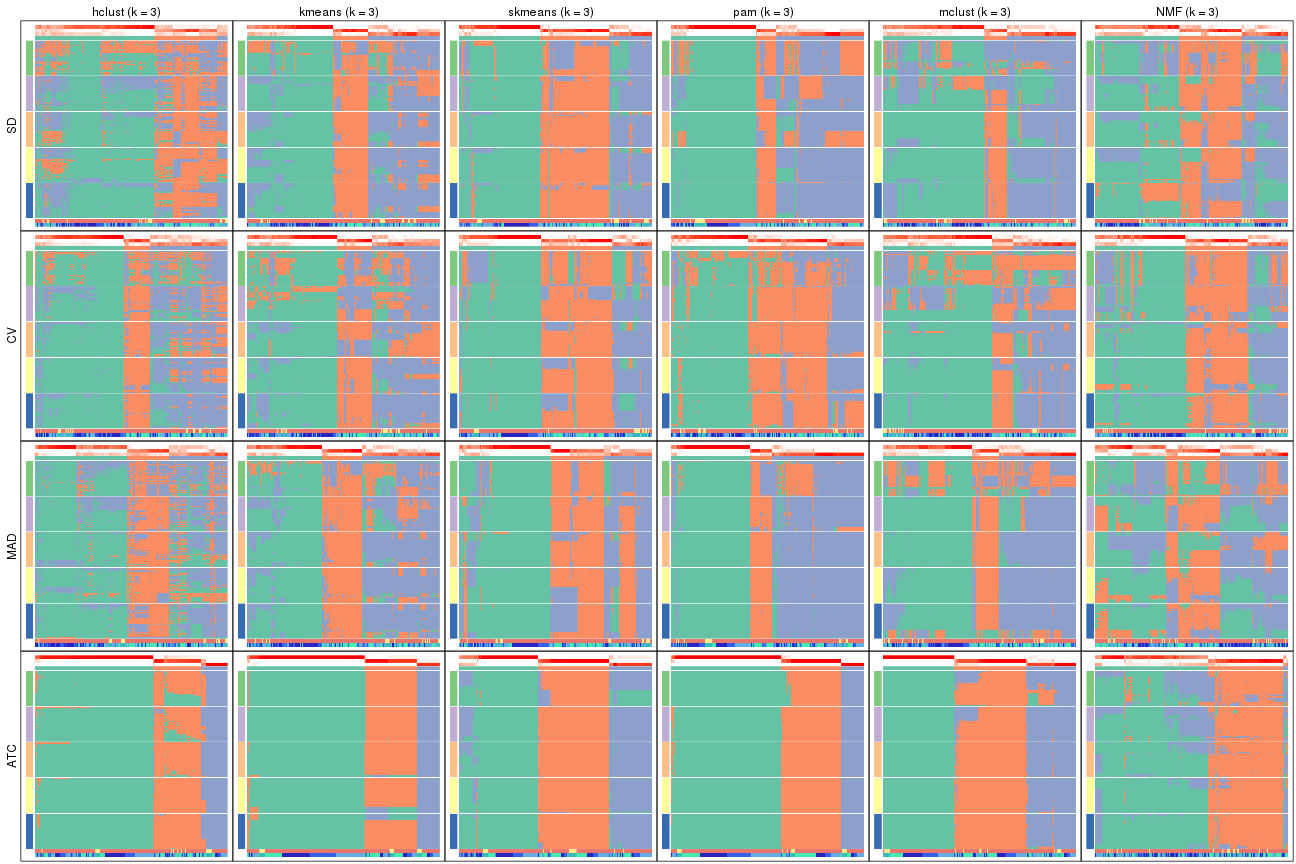 hclust (k = 3) kmeans (k = 3) skmeans (k = 3) pam (k = 3) mclust (k = 3) NMF (k = 3)
SD
CV
MAD
ATC